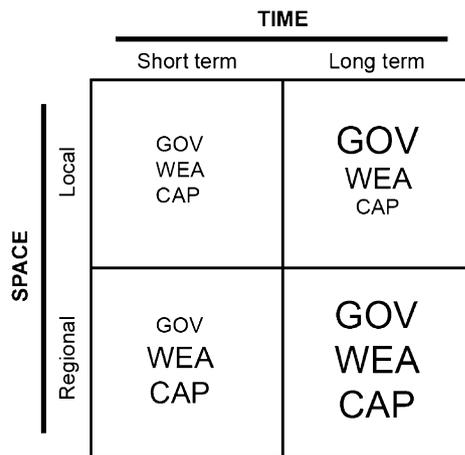 TIME
Short term Long term
SPACE
Local
GOV
WEA
CAP
GOV
WEA
CAP
Regional
GOV
WEA
CAP
GOV
WEA
CAP